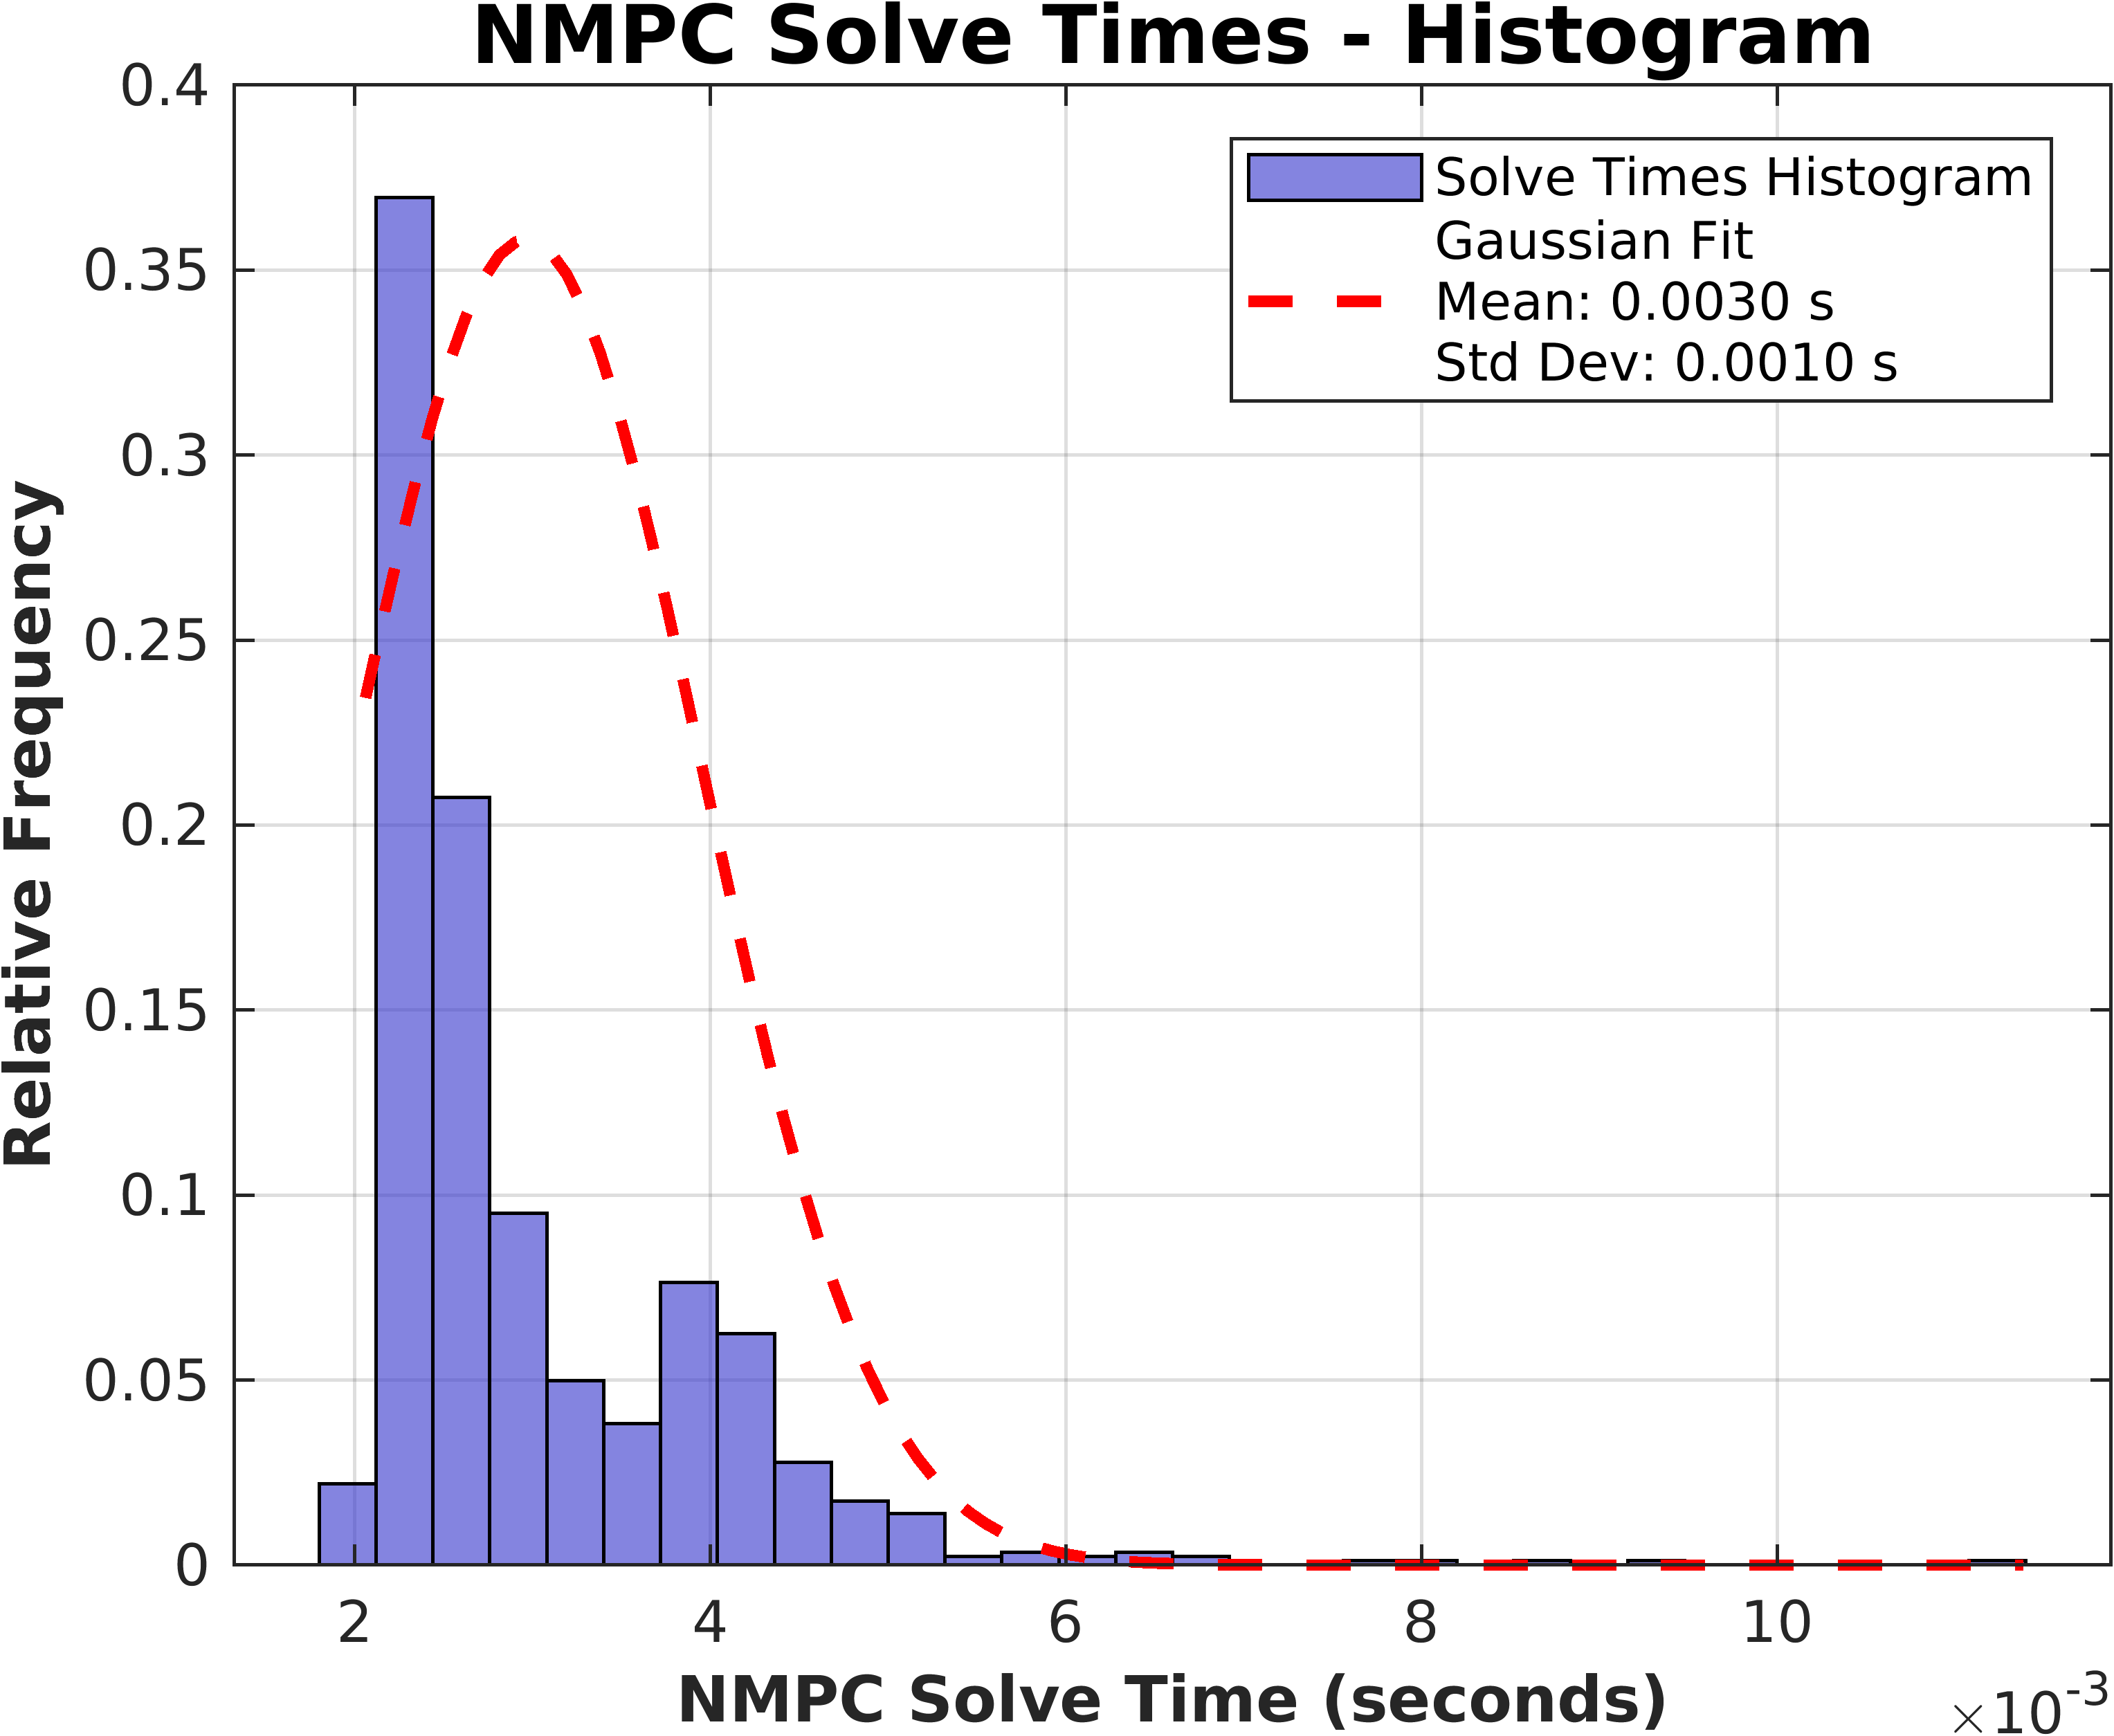 NMPC Solve Times - Histogram
0.4
0.35
0.3
0.25
0.2
0.15
0.1
0.05
0
Relative Frequency
Solve Times Histogram
Gaussian Fit
Mean: 0.0030 s
Std Dev: 0.0010 s
2 4 6 8 10
NMPC Solve Time (seconds)
×10⁻³